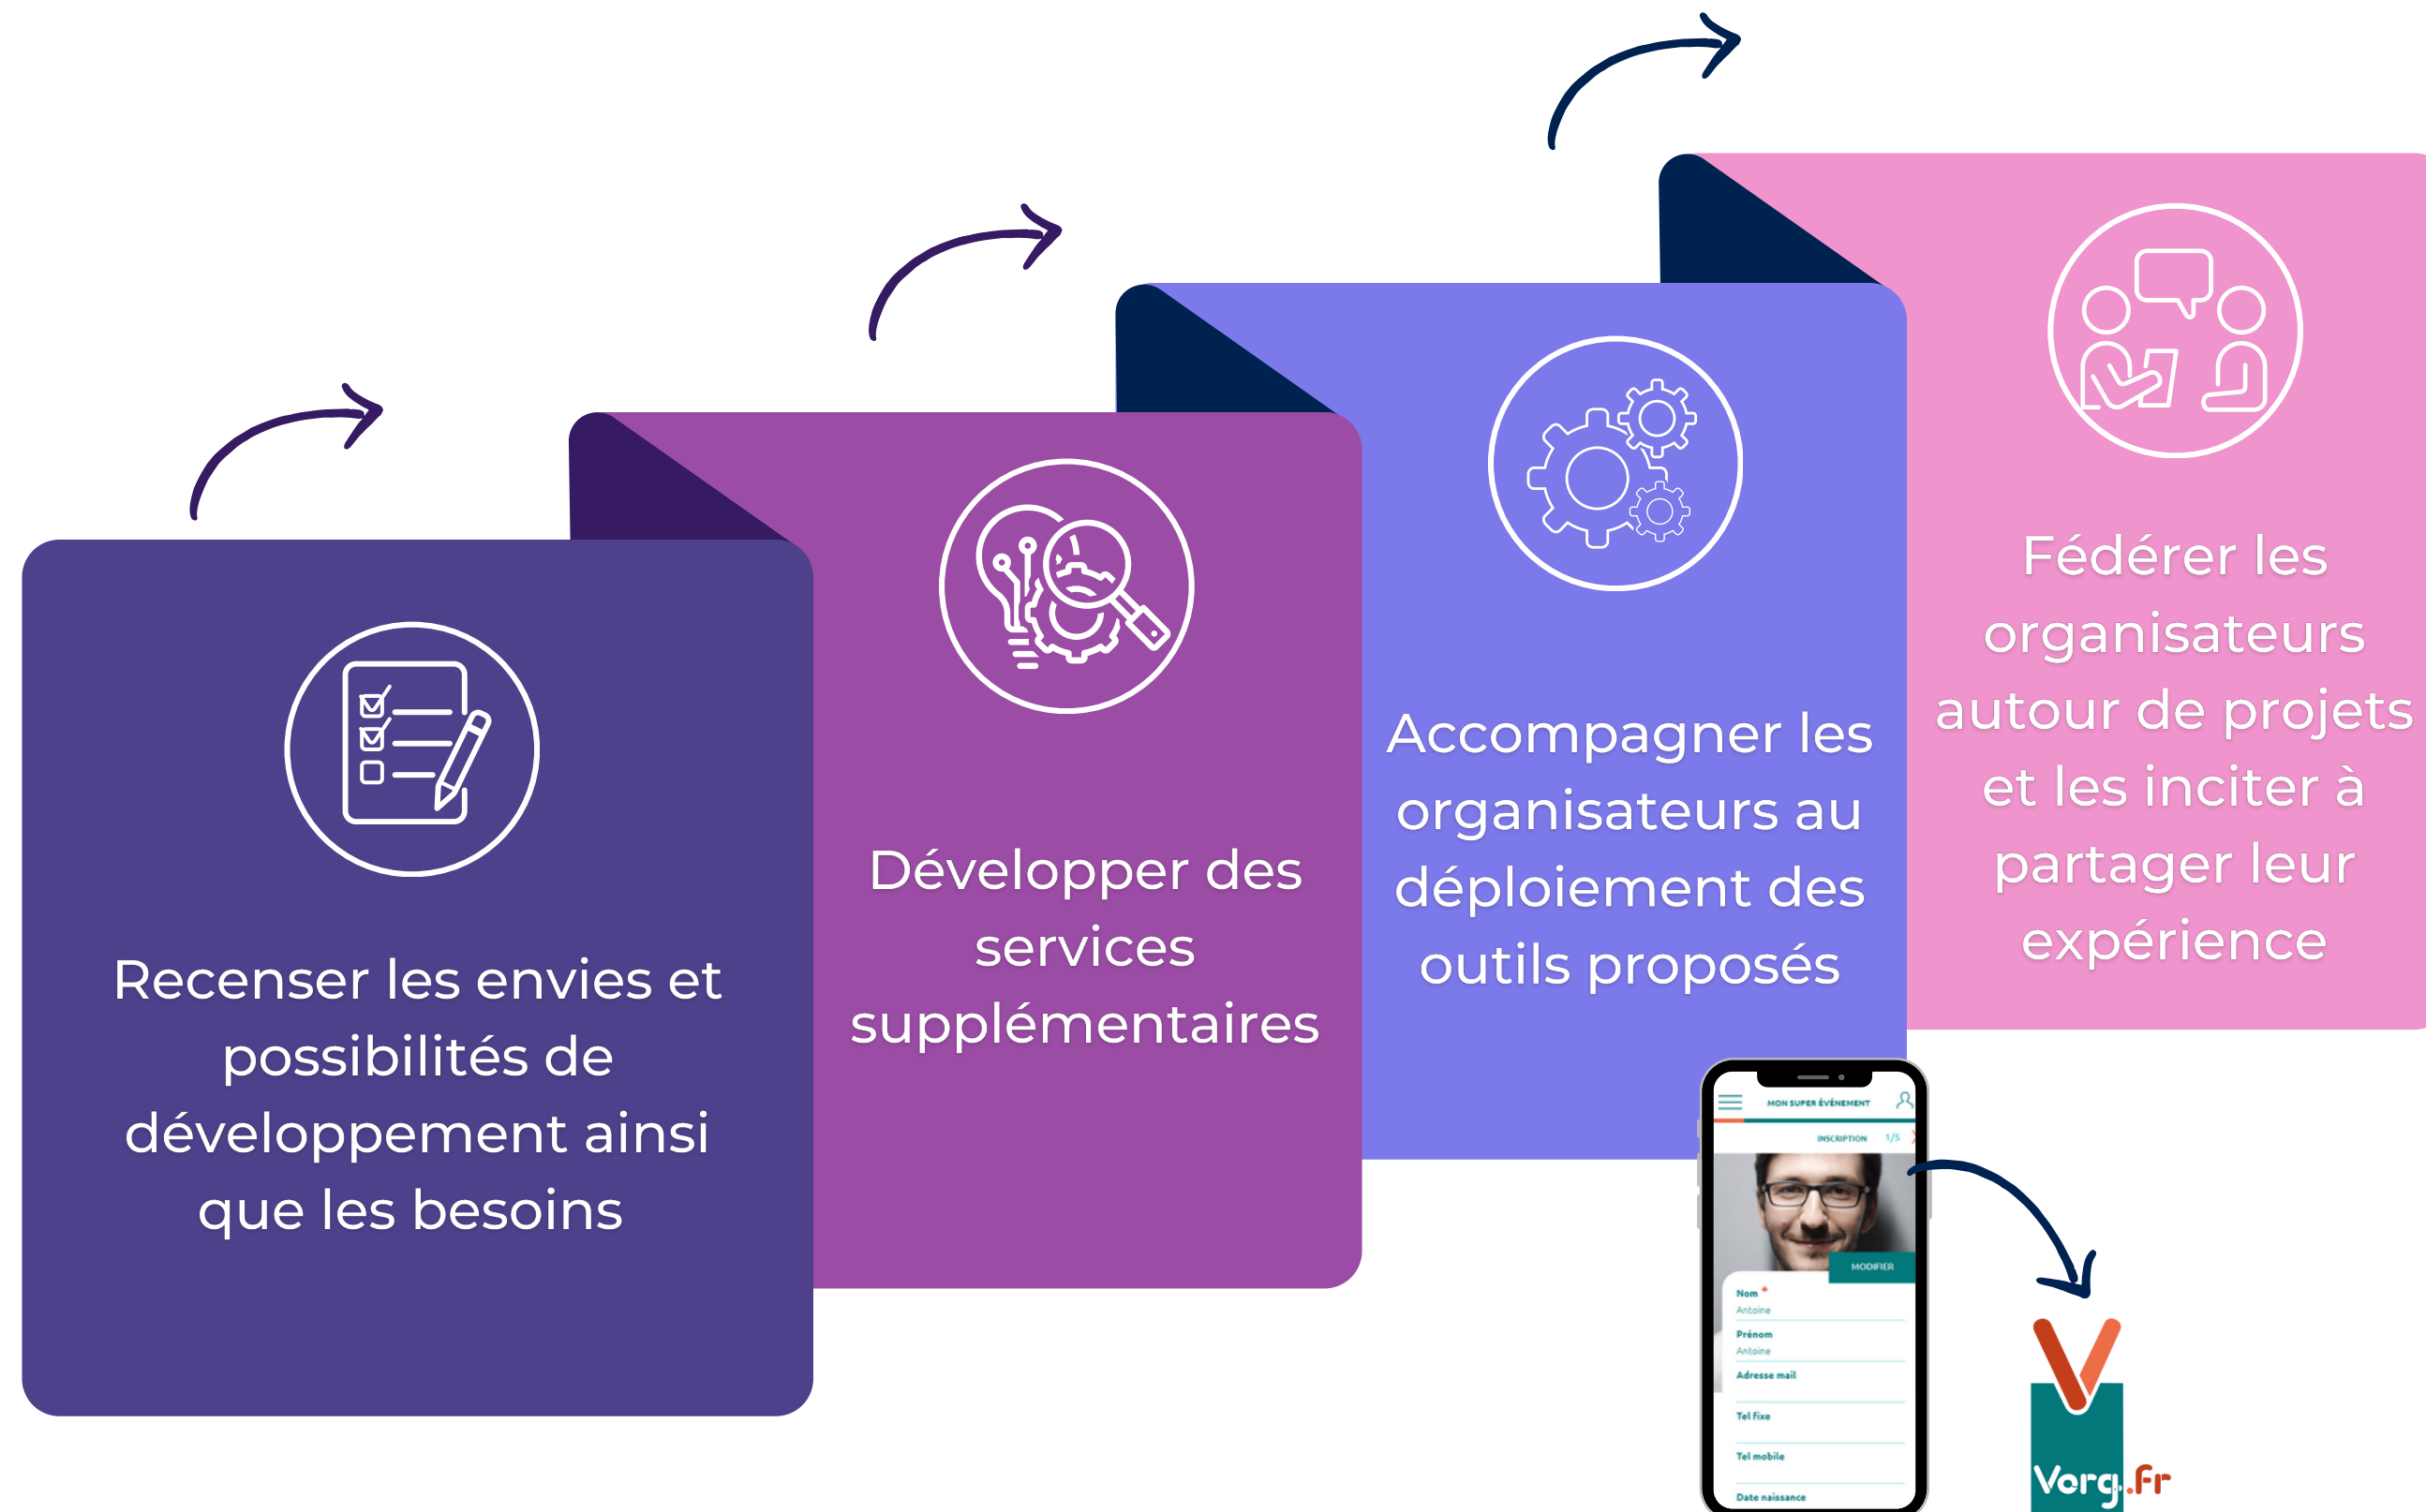 Recenser les envies et
possibilités de
développement ainsi
que les besoins
Développer des
services
supplémentaires
Accompagner les
organisateurs au
déploiement des
outils proposés
Fédérer les
organisateurs
autour de projets
et les inciter à
partager leur
expérience
MON SUPER ÉVÉNEMENT
INSCRIPTION 1/5
MODIFIER
Nom *
Antoine
Prénom
Antoine
Adresse mail
Tel fixe
Tel mobile
Date naissance
Vorg.fr